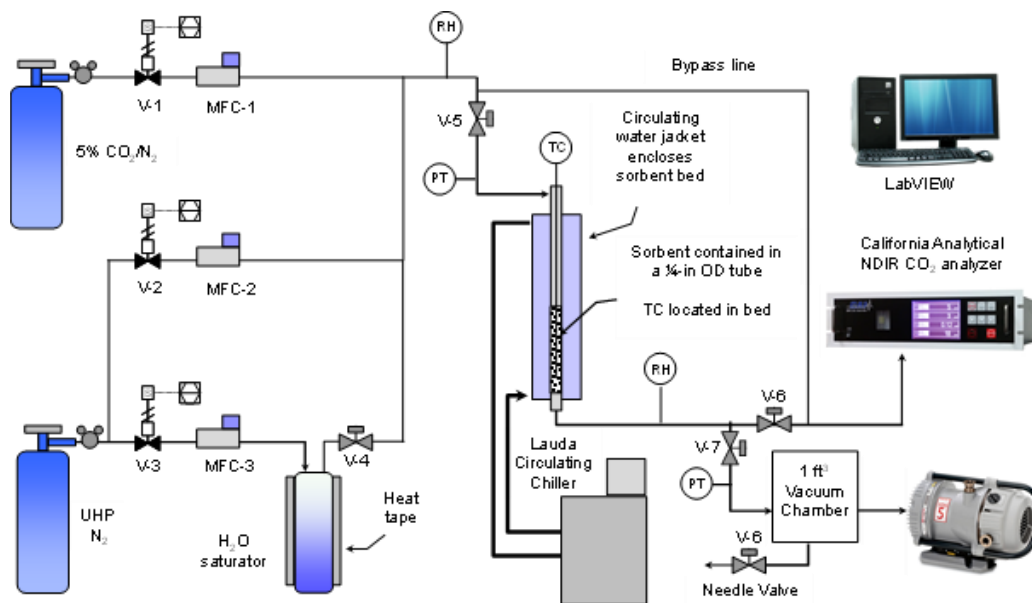 RH
Bypass line
V-1
MFC-1
V-5
Circulating
water jacket
encloses
sorbent bed
TC
5% CO₂/N₂
PT
LabVIEW
Sorbent contained in
a ¼-in OD tube
California Analytical
NDIR CO₂ analyzer
V-2
MFC-2
TC located in bed
RH
V-6
V-3
MFC-3
V-4
V-7
Lauda
Circulating
Chiller
1 ft³
Vacuum
Chamber
PT
UHP
N₂
Heat
tape
H₂O
saturator
V-6
Needle Valve